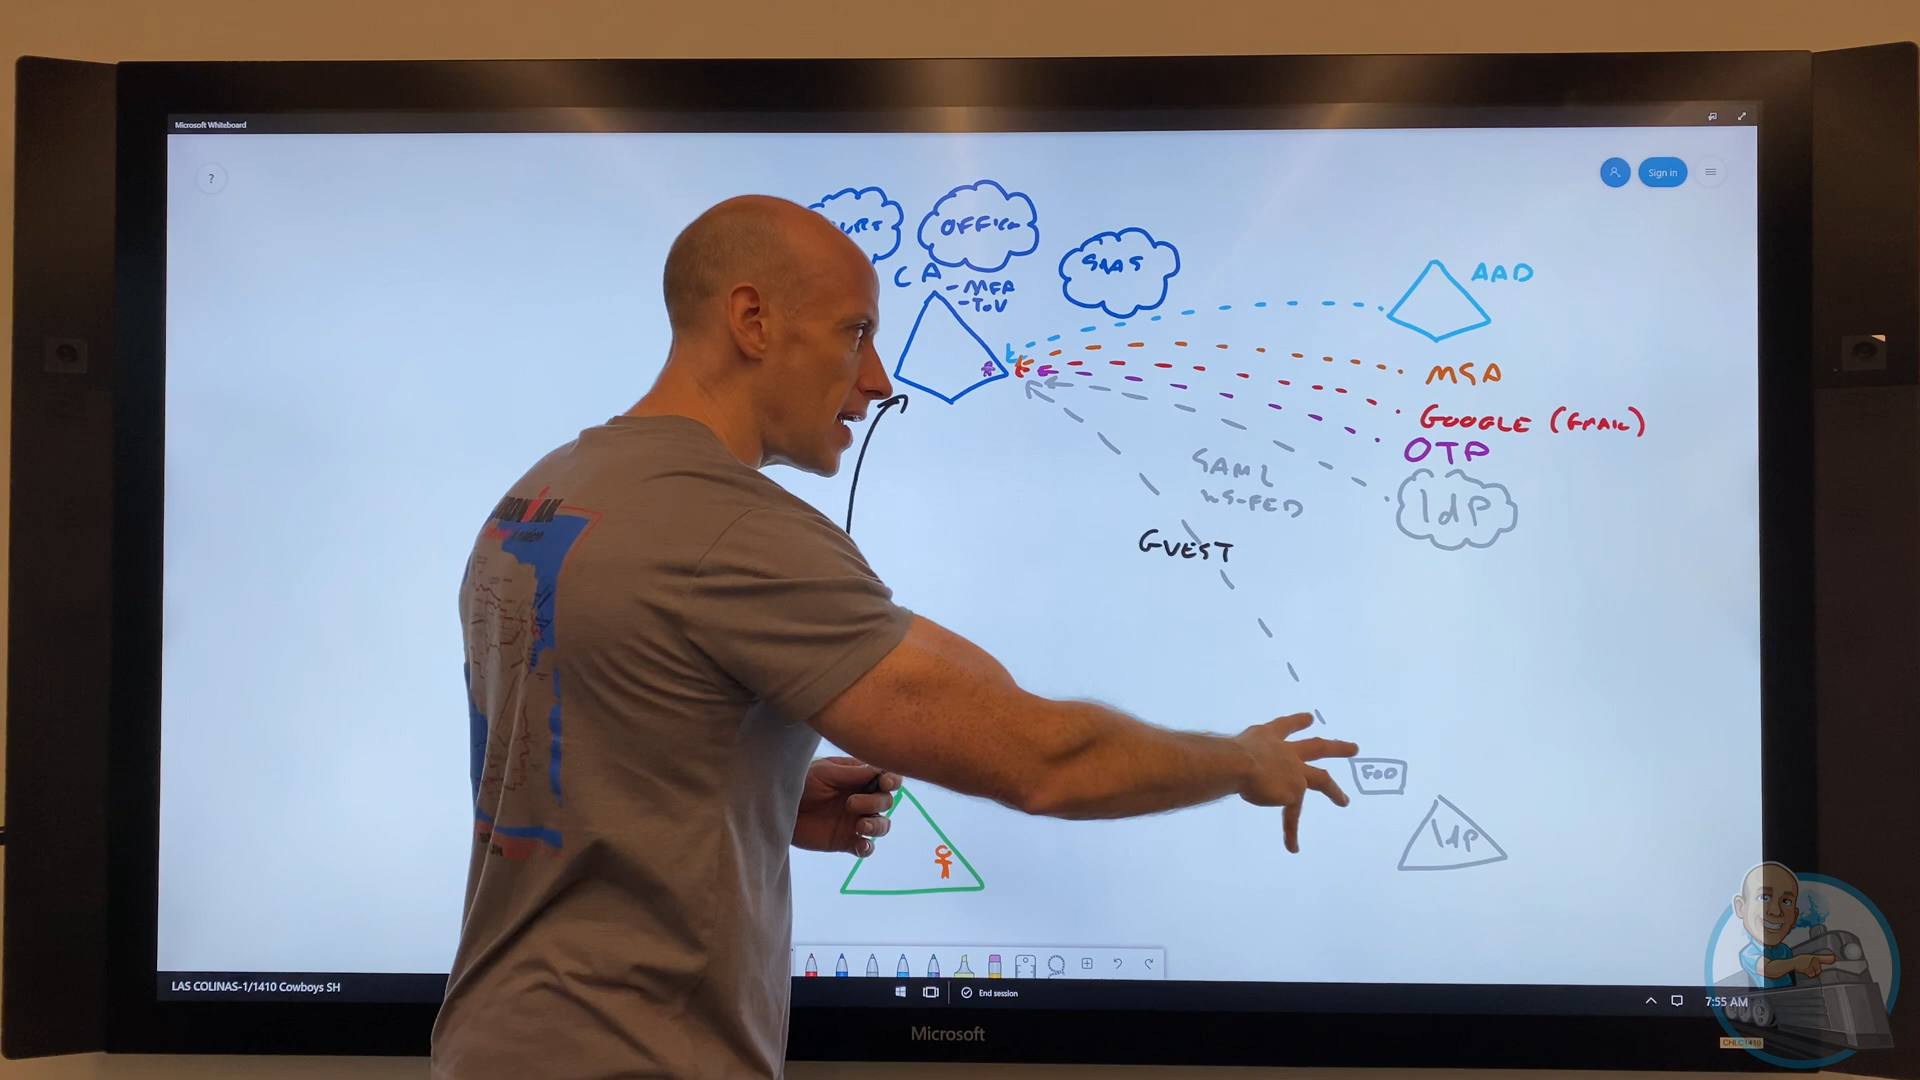 Microsoft Whiteboard
?
Sign in
OFFICE
SAAS
CA
-MFA
-ToU
AAD
MSA
GOOGLE (GMAIL)
OTP
IdP
SAML
WS-FED
GUEST
IdP
LAS COLINAS-1/1410 Cowboys SH
End session
7:55 AM
Microsoft
CHLC1410